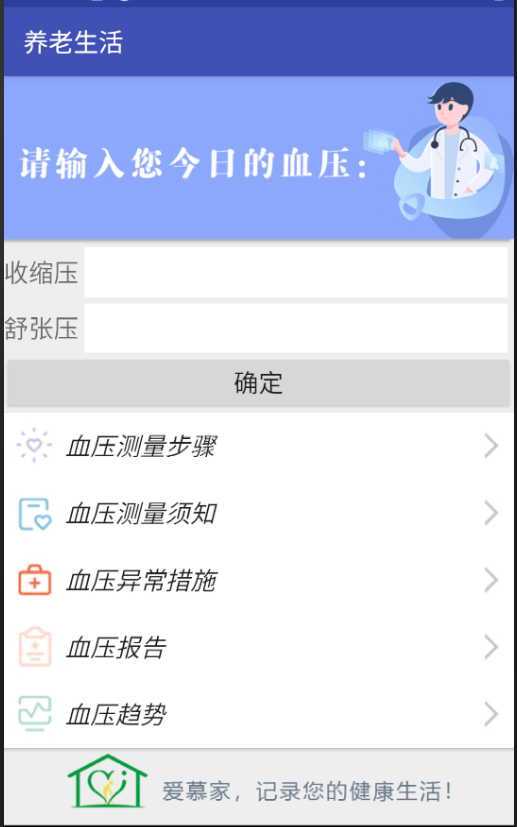 养老生活
请输入您今日的血压：
收缩压
舒张压
确定
血压测量步骤
血压测量须知
血压异常措施
血压报告
血压趋势
爱慕家，记录您的健康生活！